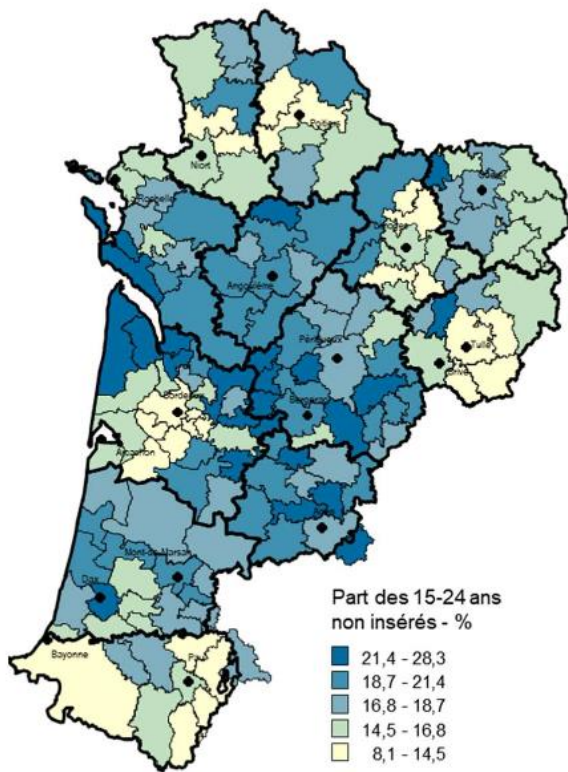 Poitiers
Niort
Guéret
La Rochelle
Limoges
Angoulême
Périgueux
Tulle
Brive
Bordeaux
Bergerac
Arcachon
Agen
Mont-de-Marsan
Dax
Bayonne
Pau
Part des 15-24 ans
non insérés - %
21,4 - 28,3
18,7 - 21,4
16,8 - 18,7
14,5 - 16,8
8,1 - 14,5